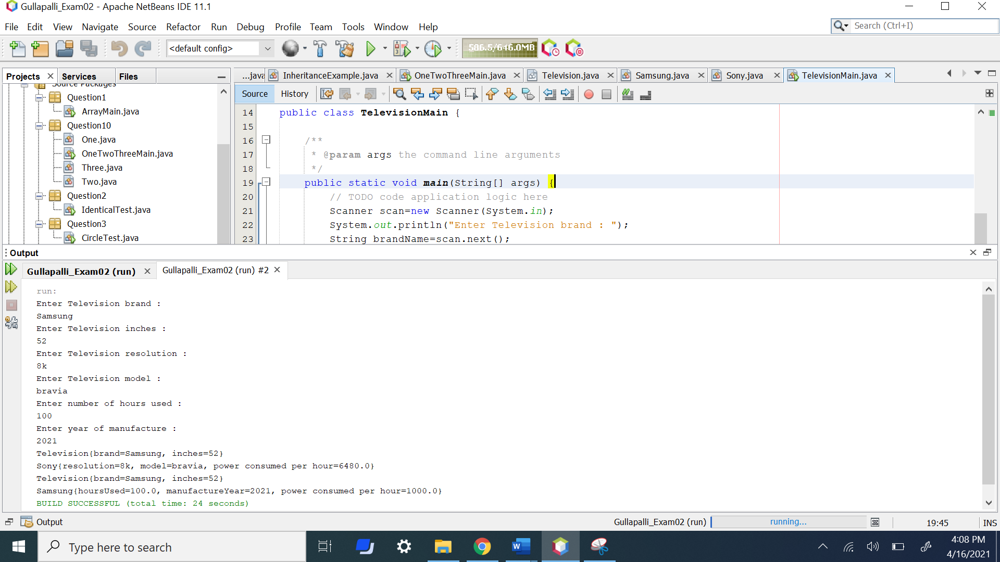 Gullapalli_Exam02 - Apache NetBeans IDE 11.1
File Edit View Navigate Source Refactor Run Debug Profile Team Tools Window Help
Search (Ctrl+I)
<default config>
586.5/646.0MB
Projects Services Files
...java InheritanceExample.java OneTwoThreeMain.java Television.java Samsung.java Sony.java TelevisionMain.java
Source Packages
Question1
ArrayMain.java
Question10
One.java
OneTwoThreeMain.java
Three.java
Two.java
Question2
IdenticalTest.java
Question3
CircleTest.java
Source History
14 public class TelevisionMain {
15
16 /**
17 * @param args the command line arguments
18 */
19 public static void main(String[] args) {
20 // TODO code application logic here
21 Scanner scan=new Scanner(System.in);
22 System.out.println("Enter Television brand : ");
23 String brandName=scan.next();
Output
Gullapalli_Exam02 (run) Gullapalli_Exam02 (run) #2
run:
Enter Television brand :
Samsung
Enter Television inches :
52
Enter Television resolution :
8k
Enter Television model :
bravia
Enter number of hours used :
100
Enter year of manufacture :
2021
Television{brand=Samsung, inches=52}
Sony{resolution=8k, model=bravia, power consumed per hour=6480.0}
Television{brand=Samsung, inches=52}
Samsung{hoursUsed=100.0, manufactureYear=2021, power consumed per hour=1000.0}
BUILD SUCCESSFUL (total time: 24 seconds)
Output
Gullapalli_Exam02 (run) running... 19:45 INS
Type here to search
4:08 PM
4/16/2021